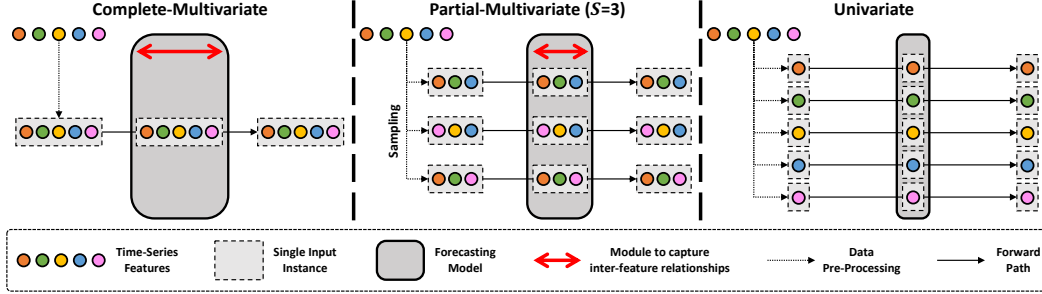 Complete-Multivariate
Partial-Multivariate (S=3)
Univariate
Sampling
Time-Series
Features
Single Input
Instance
Forecasting
Model
Module to capture
inter-feature relationships
Data
Pre-Processing
Forward
Path